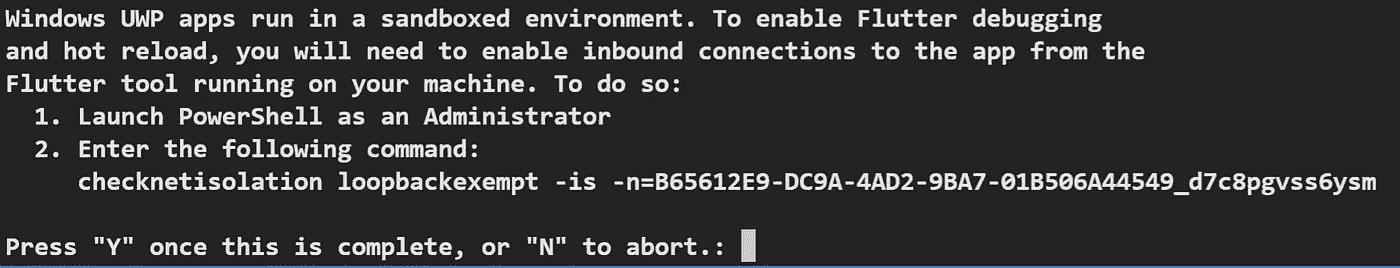 Windows UWP apps run in a sandboxed environment. To enable Flutter debugging
and hot reload, you will need to enable inbound connections to the app from the
Flutter tool running on your machine. To do so:
1. Launch PowerShell as an Administrator
2. Enter the following command:
checknetisolation loopbackexempt -is -n=B65612E9-DC9A-4AD2-9BA7-01B506A44549_d7c8pgvss6ysm
Press "Y" once this is complete, or "N" to abort.: